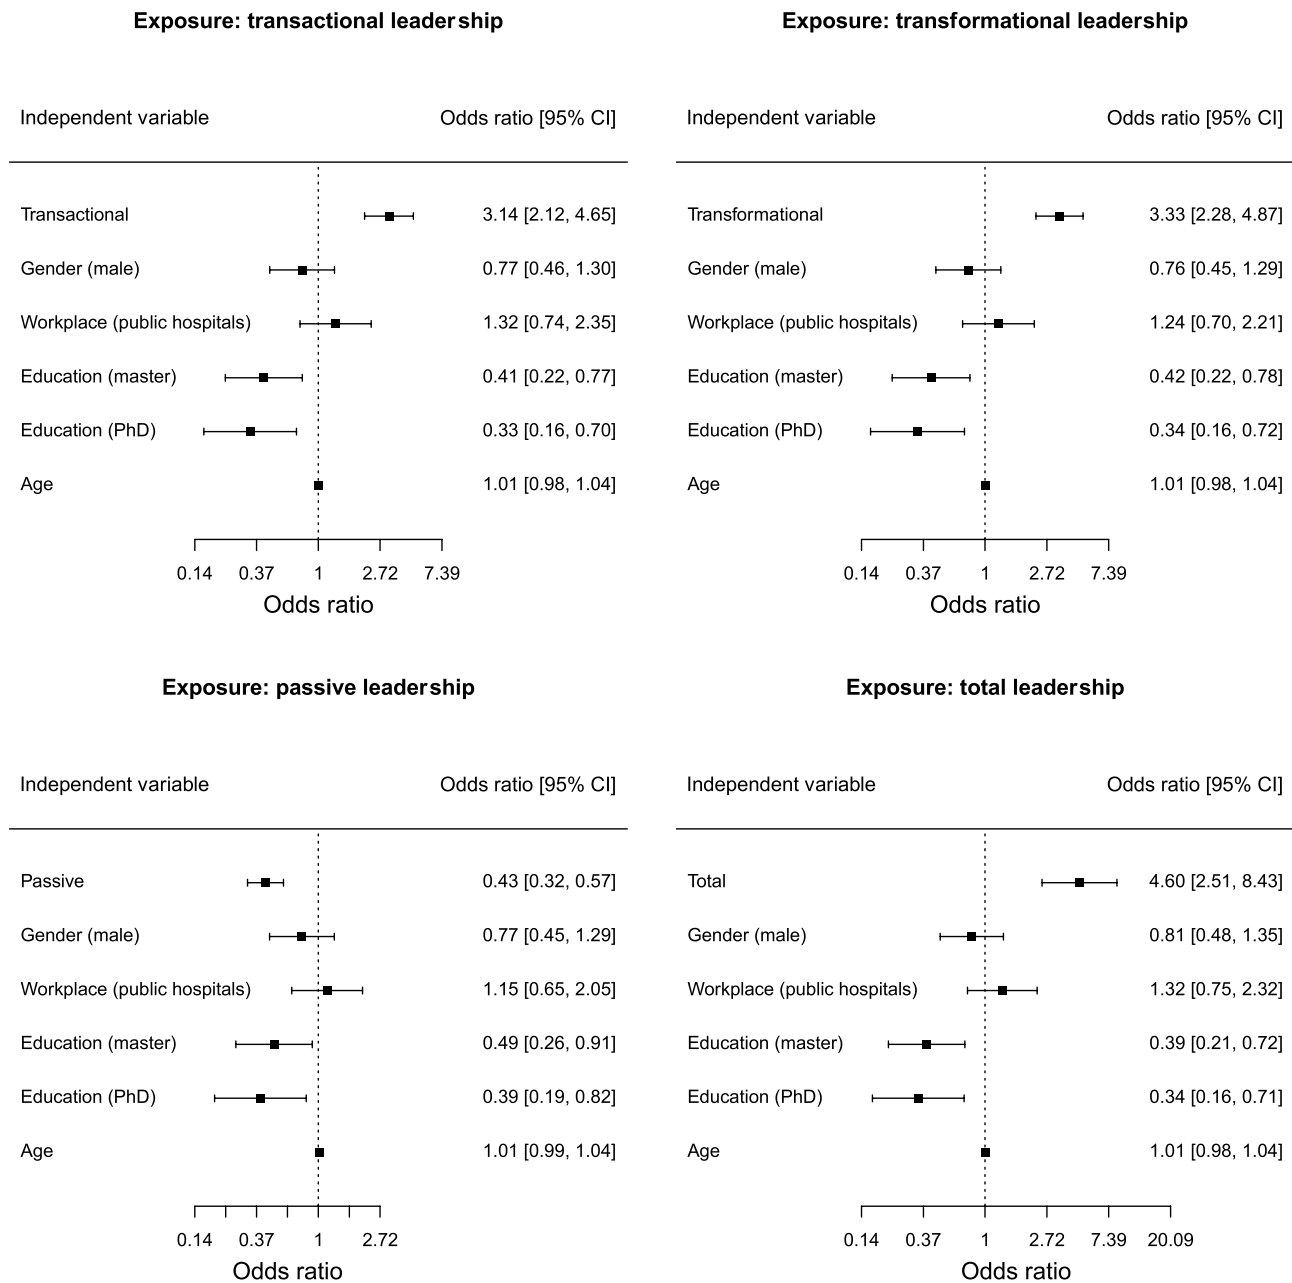 Exposure: transactional leadership
Independent variable Odds ratio [95% CI]
Transactional 3.14 [2.12, 4.65]
Gender (male) 0.77 [0.46, 1.30]
Workplace (public hospitals) 1.32 [0.74, 2.35]
Education (master) 0.41 [0.22, 0.77]
Education (PhD) 0.33 [0.16, 0.70]
Age 1.01 [0.98, 1.04]
0.14 0.37 1 2.72 7.39
Odds ratio
Exposure: transformational leadership
Independent variable Odds ratio [95% CI]
Transformational 3.33 [2.28, 4.87]
Gender (male) 0.76 [0.45, 1.29]
Workplace (public hospitals) 1.24 [0.70, 2.21]
Education (master) 0.42 [0.22, 0.78]
Education (PhD) 0.34 [0.16, 0.72]
Age 1.01 [0.98, 1.04]
0.14 0.37 1 2.72 7.39
Odds ratio
Exposure: passive leadership
Independent variable Odds ratio [95% CI]
Passive 0.43 [0.32, 0.57]
Gender (male) 0.77 [0.45, 1.29]
Workplace (public hospitals) 1.15 [0.65, 2.05]
Education (master) 0.49 [0.26, 0.91]
Education (PhD) 0.39 [0.19, 0.82]
Age 1.01 [0.99, 1.04]
0.14 0.37 1 2.72
Odds ratio
Exposure: total leadership
Independent variable Odds ratio [95% CI]
Total 4.60 [2.51, 8.43]
Gender (male) 0.81 [0.48, 1.35]
Workplace (public hospitals) 1.32 [0.75, 2.32]
Education (master) 0.39 [0.21, 0.72]
Education (PhD) 0.34 [0.16, 0.71]
Age 1.01 [0.98, 1.04]
0.14 0.37 1 2.72 7.39 20.09
Odds ratio